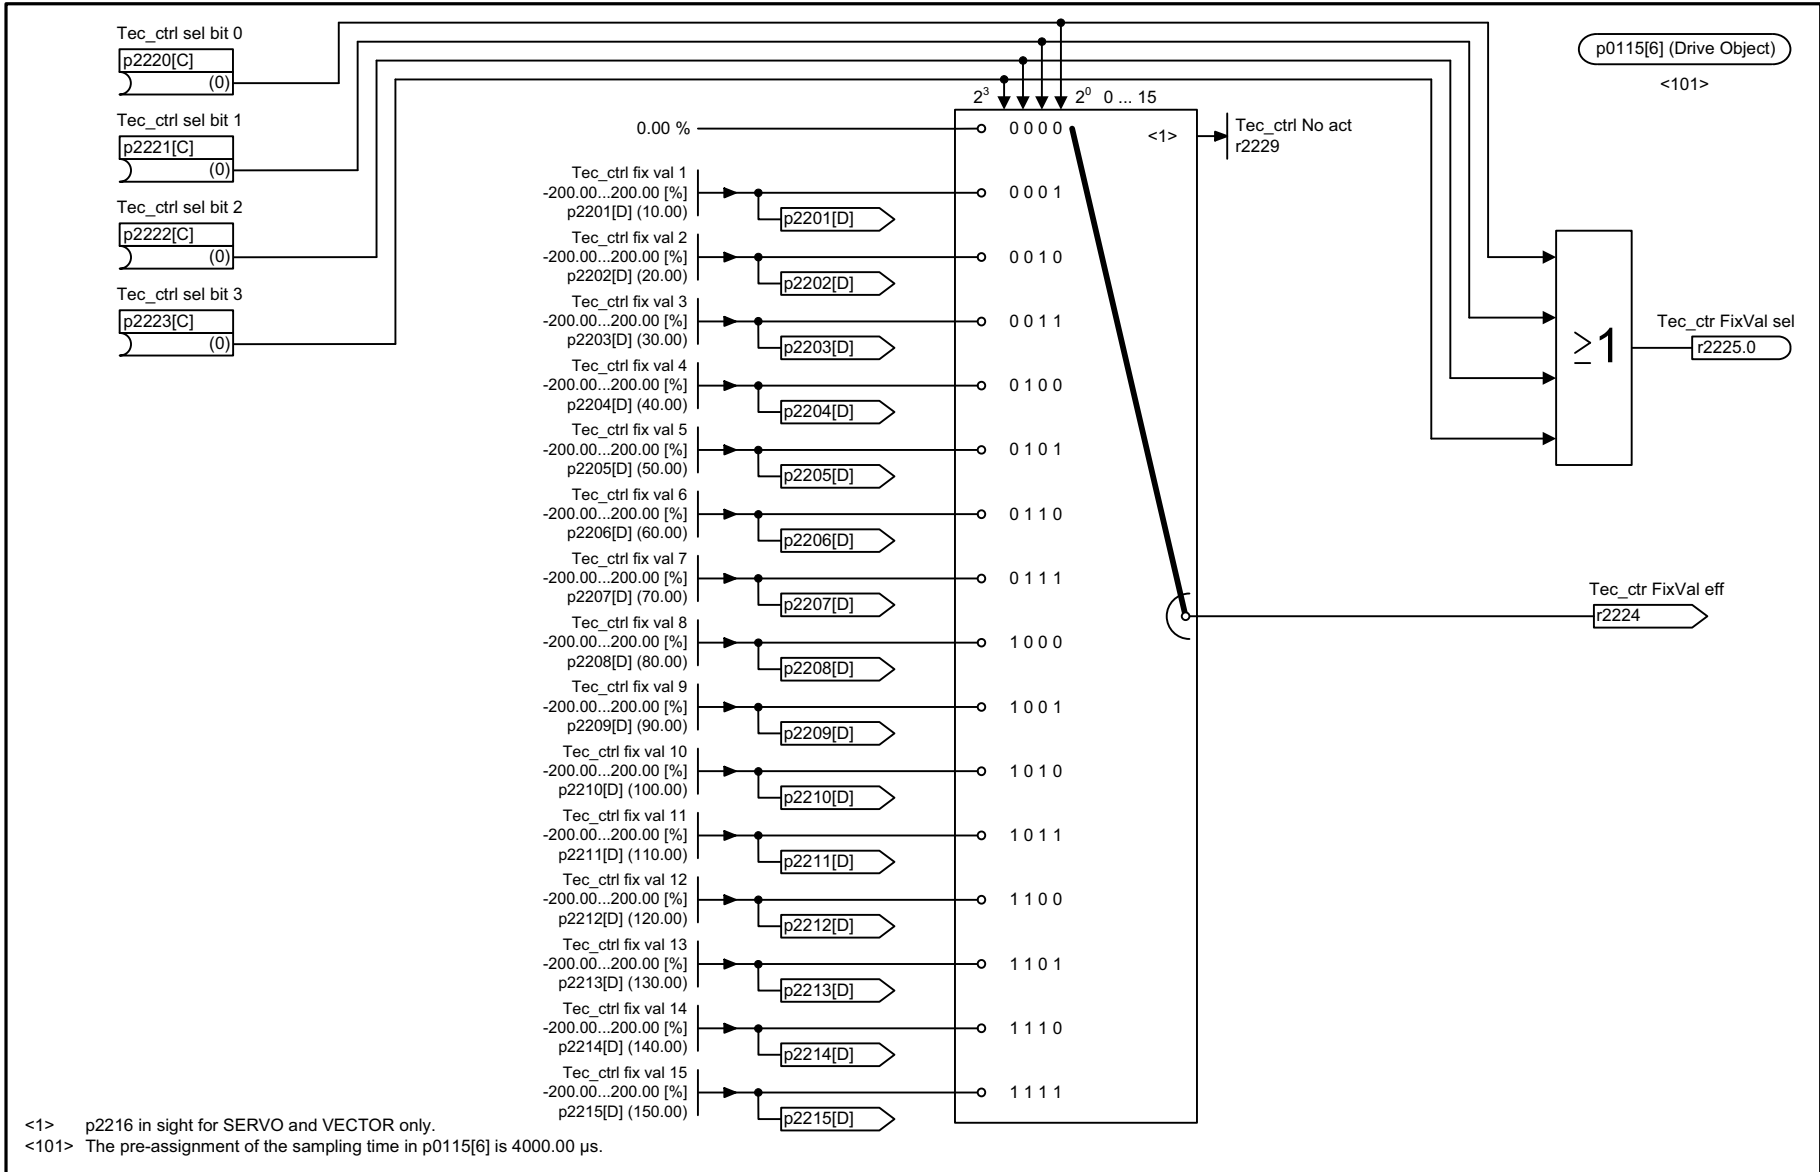 Tec_ctrl sel bit 0
p2220[C]
(0)
Tec_ctrl sel bit 1
p2221[C]
(0)
Tec_ctrl sel bit 2
p2222[C]
(0)
Tec_ctrl sel bit 3
p2223[C]
(0)
p0115[6] (Drive Object)
<101>
2³ 2⁰ 0 ... 15
0.00 % 0 0 0 0
<1>
Tec_ctrl No act
r2229
Tec_ctrl fix val 1
-200.00...200.00 [%] 0 0 0 1
p2201[D] (10.00) p2201[D]
Tec_ctrl fix val 2
-200.00...200.00 [%] 0 0 1 0
p2202[D] (20.00) p2202[D]
Tec_ctrl fix val 3
-200.00...200.00 [%] 0 0 1 1
p2203[D] (30.00) p2203[D]
Tec_ctrl fix val 4
-200.00...200.00 [%] 0 1 0 0
p2204[D] (40.00) p2204[D]
Tec_ctrl fix val 5
-200.00...200.00 [%] 0 1 0 1
p2205[D] (50.00) p2205[D]
Tec_ctrl fix val 6
-200.00...200.00 [%] 0 1 1 0
p2206[D] (60.00) p2206[D]
Tec_ctrl fix val 7
-200.00...200.00 [%] 0 1 1 1
p2207[D] (70.00) p2207[D]
Tec_ctrl fix val 8
-200.00...200.00 [%] 1 0 0 0
p2208[D] (80.00) p2208[D]
Tec_ctrl fix val 9
-200.00...200.00 [%] 1 0 0 1
p2209[D] (90.00) p2209[D]
Tec_ctrl fix val 10
-200.00...200.00 [%] 1 0 1 0
p2210[D] (100.00) p2210[D]
Tec_ctrl fix val 11
-200.00...200.00 [%] 1 0 1 1
p2211[D] (110.00) p2211[D]
Tec_ctrl fix val 12
-200.00...200.00 [%] 1 1 0 0
p2212[D] (120.00) p2212[D]
Tec_ctrl fix val 13
-200.00...200.00 [%] 1 1 0 1
p2213[D] (130.00) p2213[D]
Tec_ctrl fix val 14
-200.00...200.00 [%] 1 1 1 0
p2214[D] (140.00) p2214[D]
Tec_ctrl fix val 15
-200.00...200.00 [%] 1 1 1 1
p2215[D] (150.00) p2215[D]
≥1
Tec_ctr FixVal sel
r2225.0
Tec_ctr FixVal eff
r2224
<1> p2216 in sight for SERVO and VECTOR only.
<101> The pre-assignment of the sampling time in p0115[6] is 4000.00 µs.